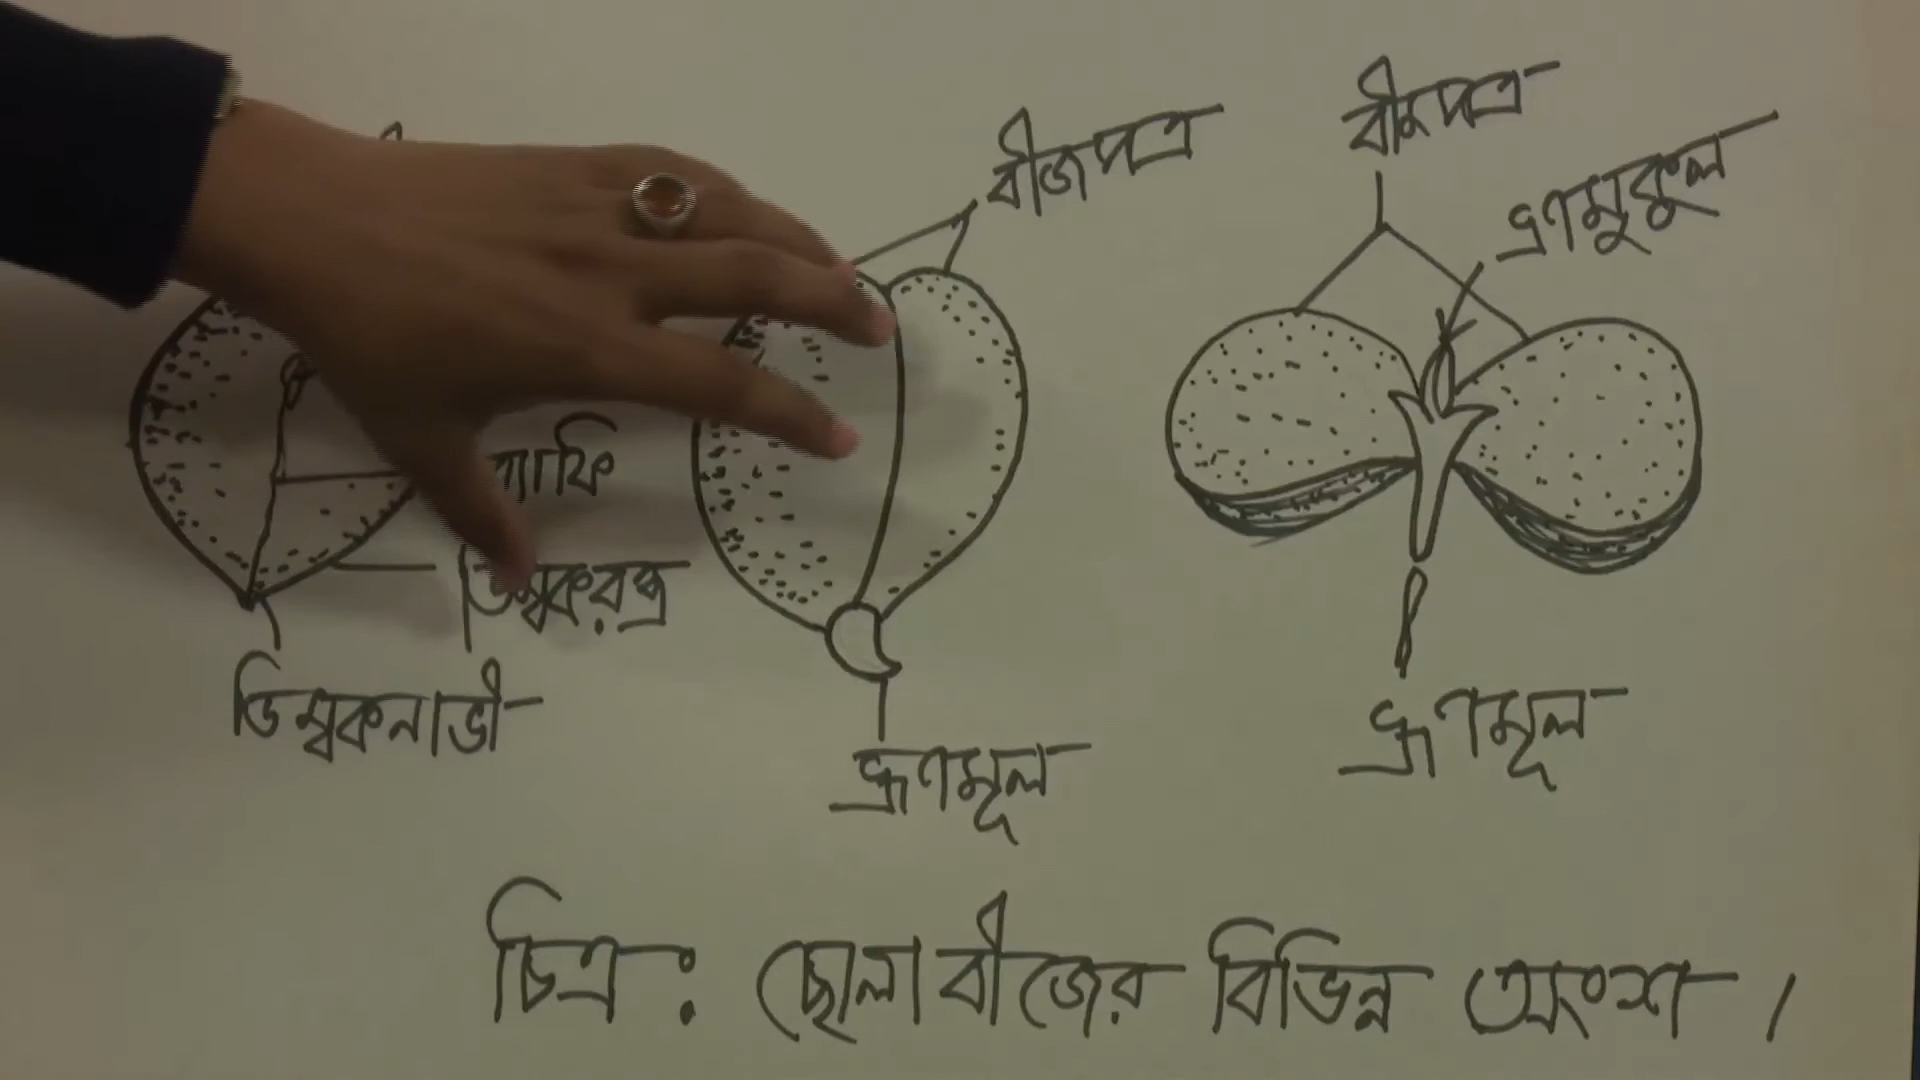 বীজপত্র
বীজপত্র
ভ্রূণমুকুল
র‍্যাফি
ডিম্বকরন্ধ্র
ডিম্বকনাভী
ভ্রূণমূল
ভ্রূণমূল
চিত্র: ছোলা বীজের বিভিন্ন অংশ।